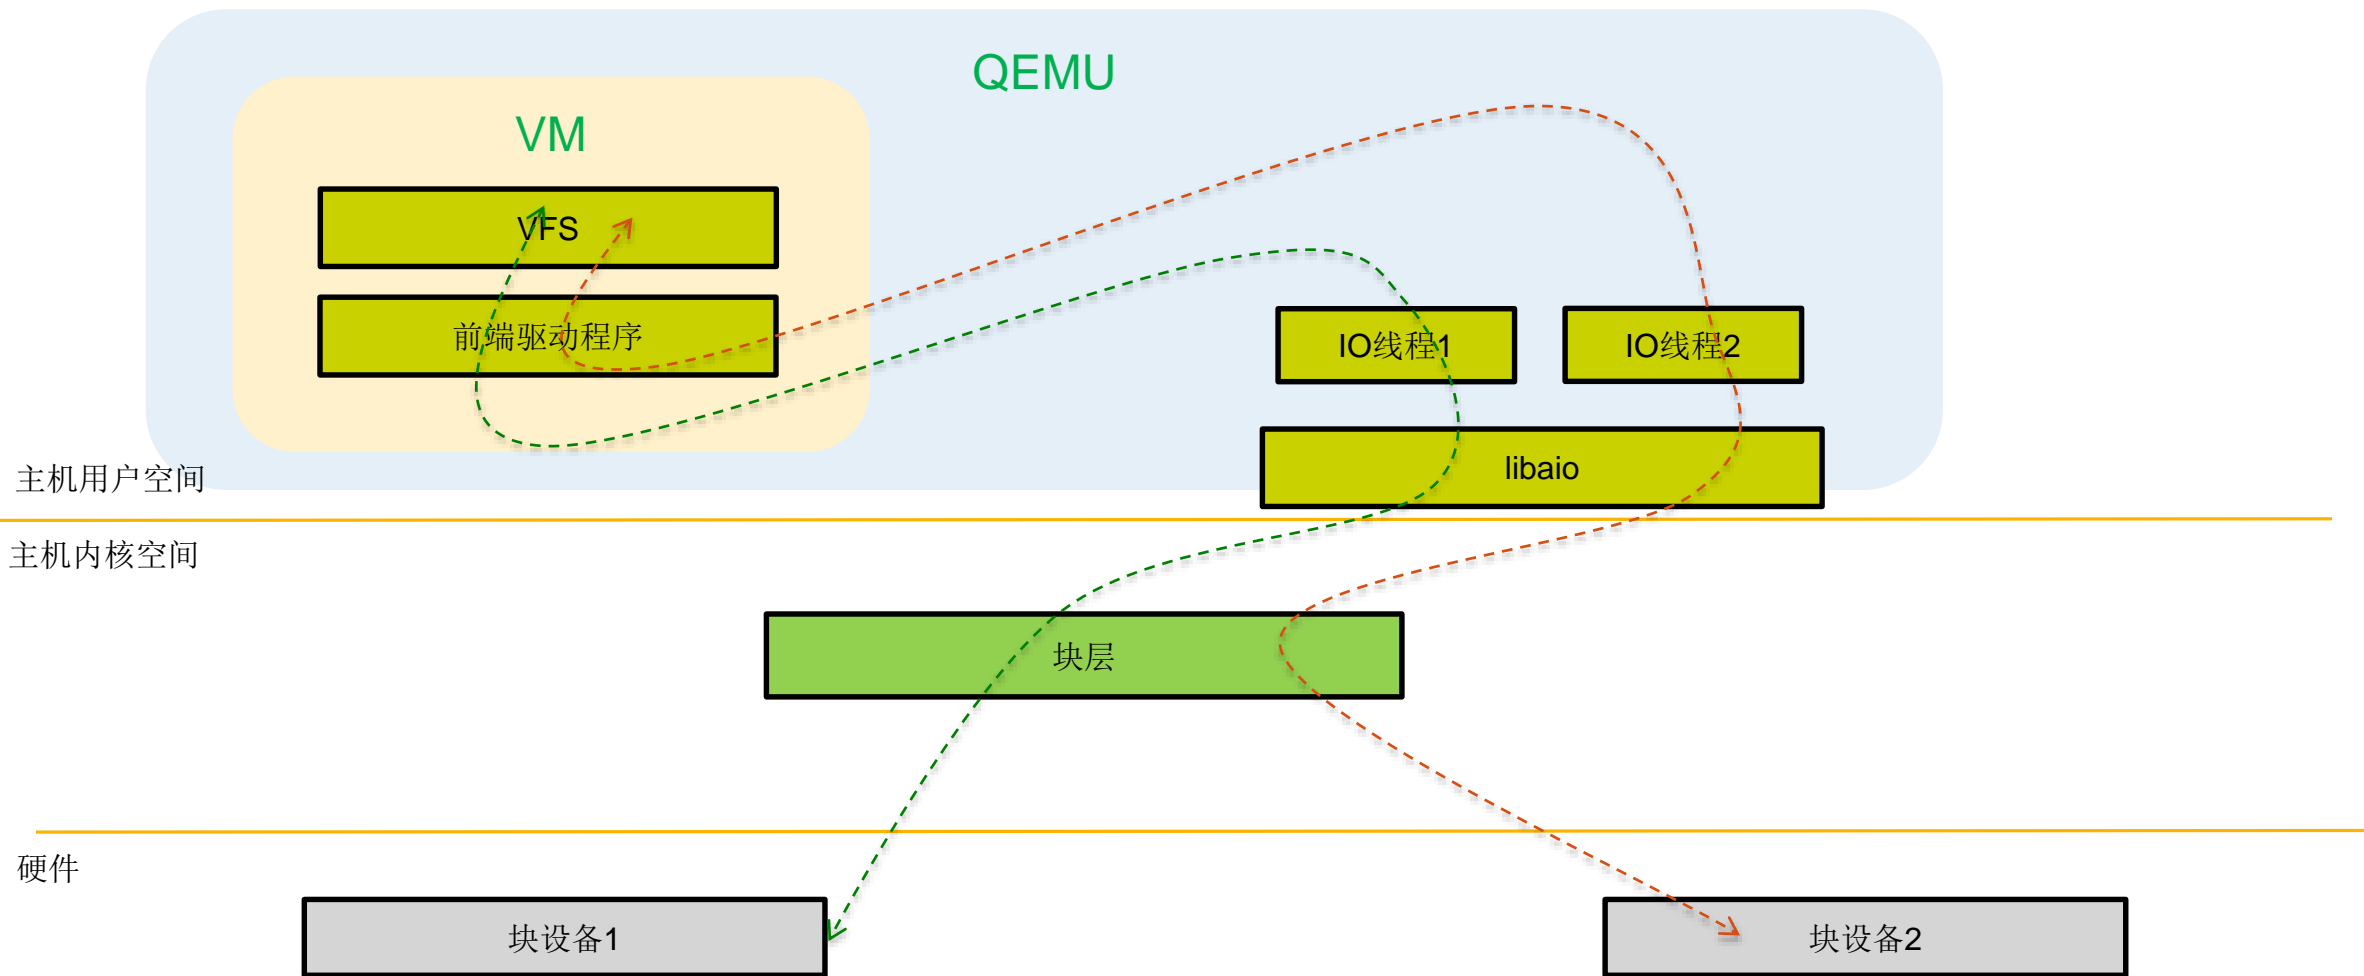 QEMU
VM
VFS
前端驱动程序
IO线程1
IO线程2
libaio
主机用户空间
主机内核空间
块层
硬件
块设备1
块设备2